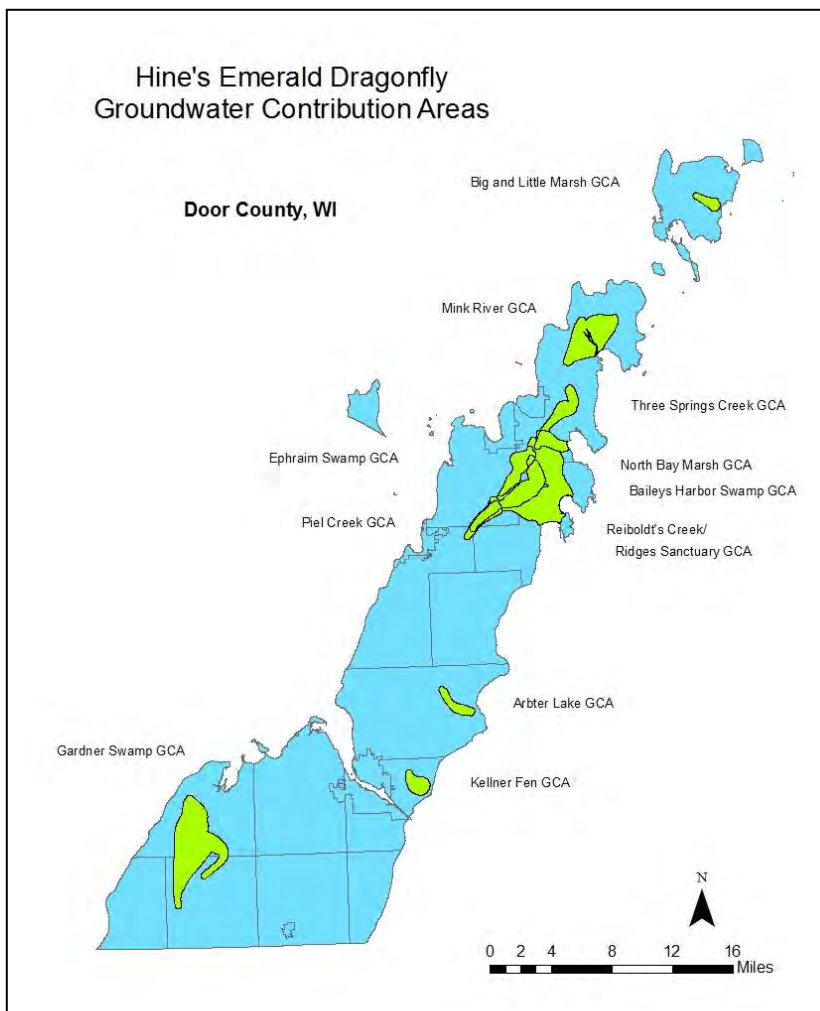 Hine's Emerald Dragonfly
Groundwater Contribution Areas
Door County, WI
Big and Little Marsh GCA
Mink River GCA
Three Springs Creek GCA
Ephraim Swamp GCA
North Bay Marsh GCA
Baileys Harbor Swamp GCA
Piel Creek GCA
Reiboldt's Creek/
Ridges Sanctuary GCA
Arbter Lake GCA
Gardner Swamp GCA
Kellner Fen GCA
N
0 2 4 8 12 16
Miles